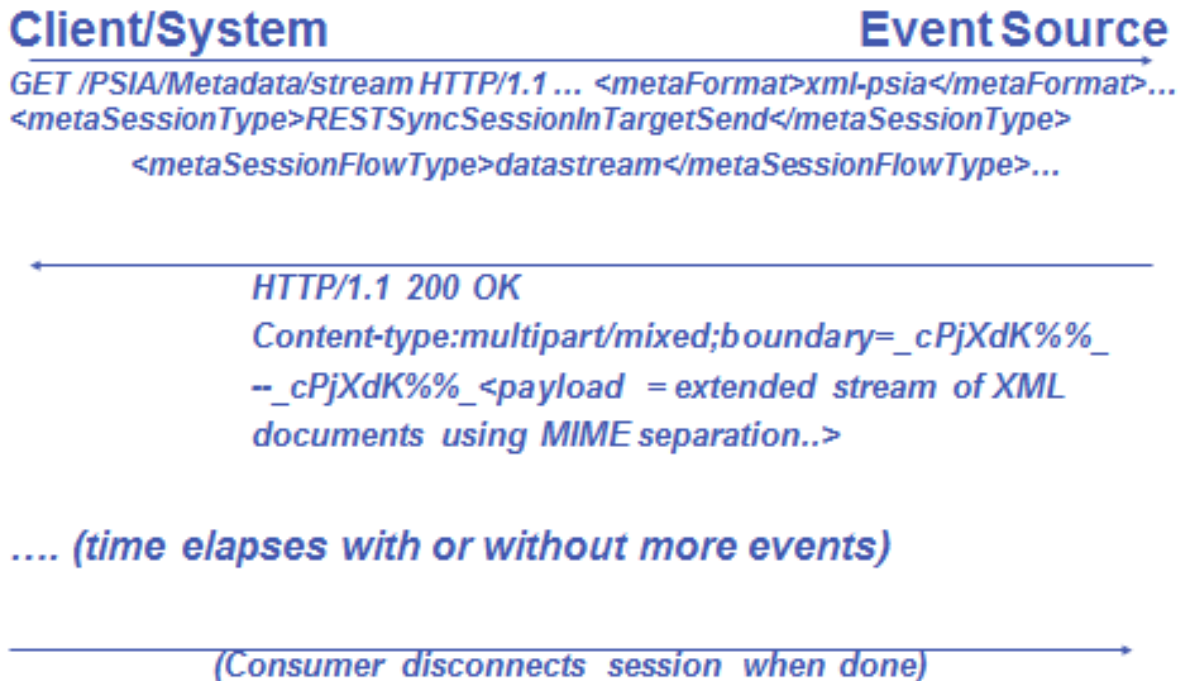 Client/System Event Source
GET /PSIA/Metadata/stream HTTP/1.1 ... <metaFormat>xml-psia</metaFormat>...
<metaSessionType>RESTSyncSessionInTargetSend</metaSessionType>
<metaSessionFlowType>datastream</metaSessionFlowType>...
HTTP/1.1 200 OK
Content-type:multipart/mixed;boundary=_cPjXdK%%_
--_cPjXdK%%_<payload = extended stream of XML
documents using MIME separation..>
.... (time elapses with or without more events)
(Consumer disconnects session when done)